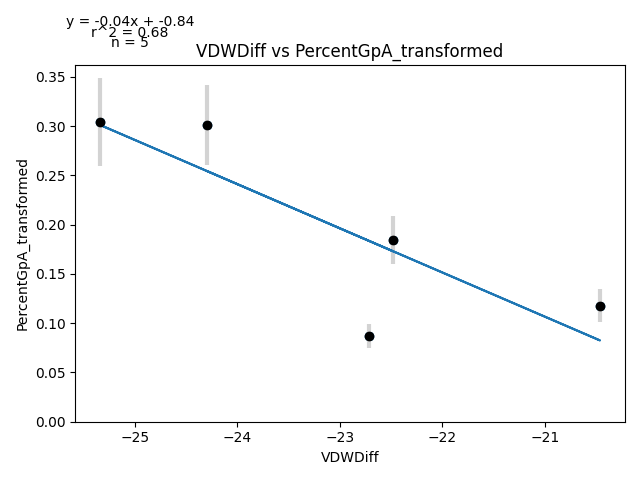 y = -0.04x + -0.84
r^2 = 0.68
n = 5
VDWDiff vs PercentGpA_transformed
0.35
0.30
0.25
0.20
0.15
0.10
0.05
0.00
PercentGpA_transformed
−25 −24 −23 −22 −21
VDWDiff